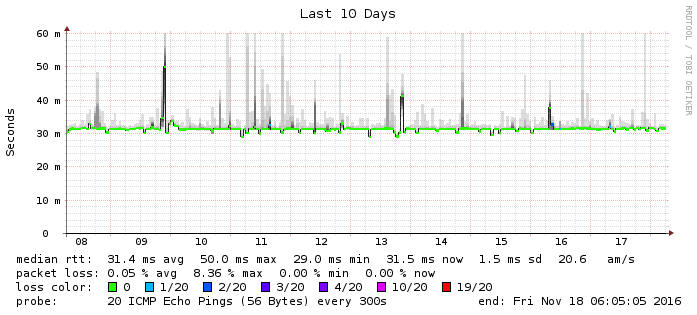 Last 10 Days
RRDTOOL / TOBI OETIKER
Seconds
60 m
50 m
40 m
30 m
20 m
10 m
0
08 09 10 11 12 13 14 15 16 17
median rtt: 31.4 ms avg 50.0 ms max 29.0 ms min 31.5 ms now 1.5 ms sd 20.6 am/s
packet loss: 0.05 % avg 8.36 % max 0.00 % min 0.00 % now
loss color: 0 1/20 2/20 3/20 4/20 10/20 19/20
probe: 20 ICMP Echo Pings (56 Bytes) every 300s end: Fri Nov 18 06:05:05 2016